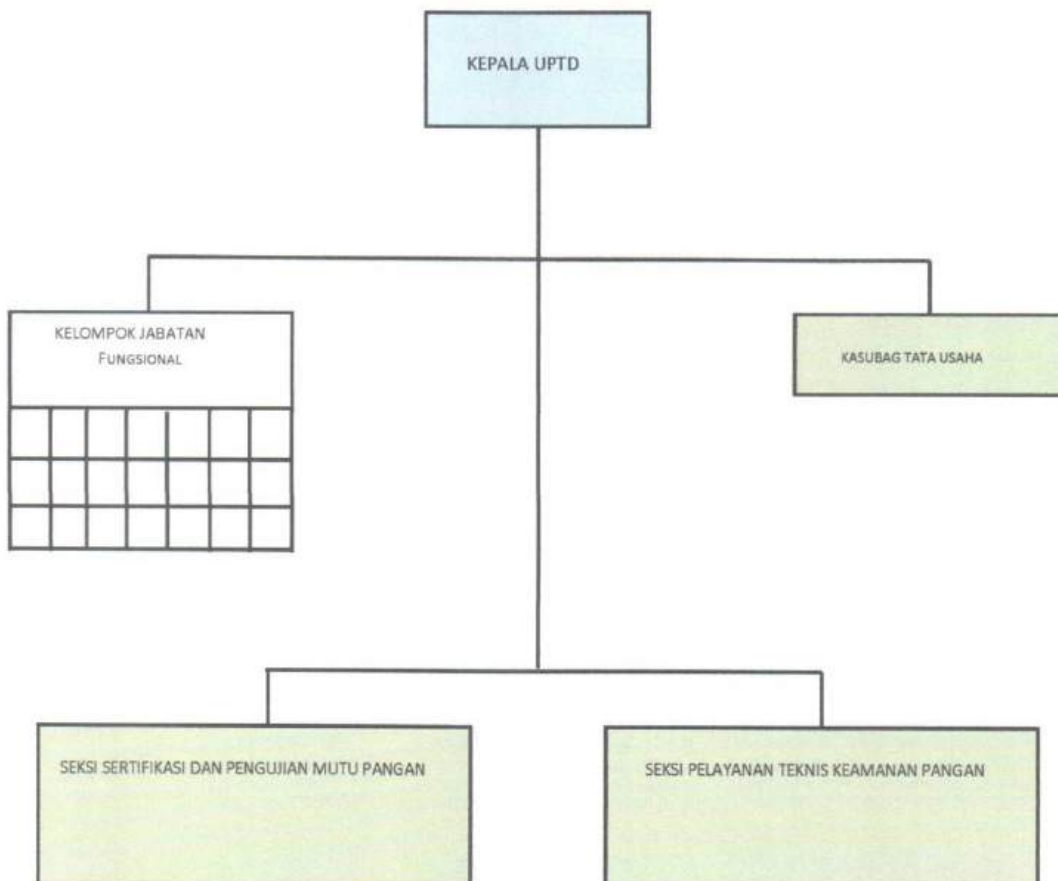 KEPALA UPTD
KELOMPOK JABATAN
FUNGSIONAL
KASUBAG TATA USAHA
SEKSI SERTIFIKASI DAN PENGUJIAN MUTU PANGAN
SEKSI PELAYANAN TEKNIS KEAMANAN PANGAN